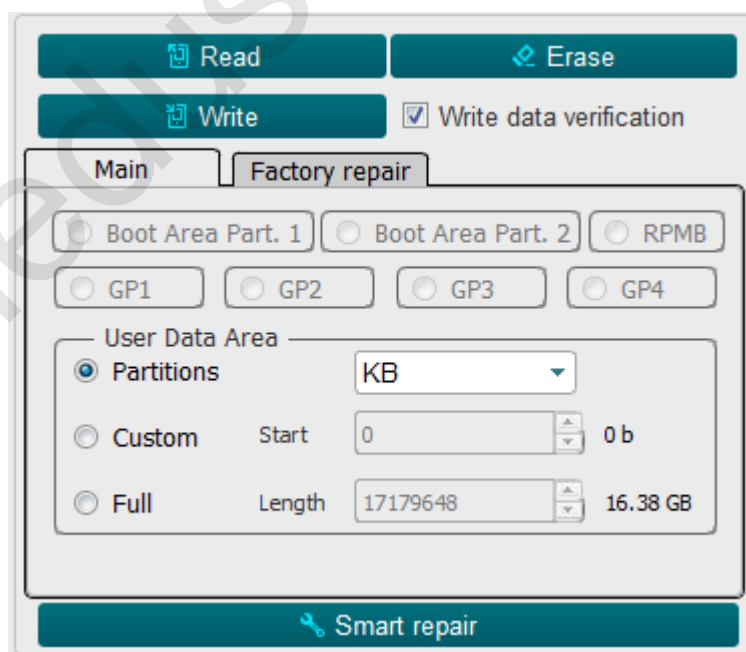 Read Erase
Write Write data verification
Main Factory repair
Boot Area Part. 1 Boot Area Part. 2 RPMB
GP1 GP2 GP3 GP4
User Data Area
Partitions KB
Custom Start 0 0 b
Full Length 17179648 16.38 GB
Smart repair